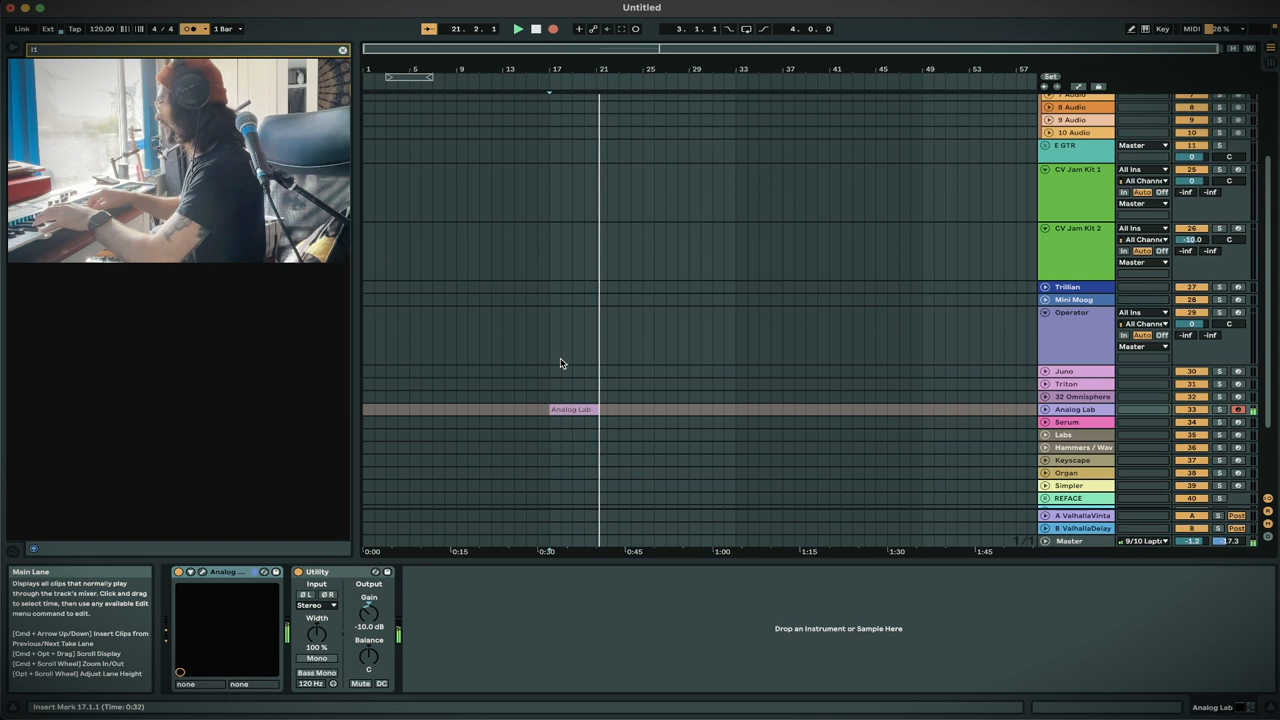 Untitled
Link Ext Tap 120.00 4 / 4 1 Bar 21. 2. 1 3. 1. 1 4. 0. 0 Key MIDI 28 %
H W
1 5 9 13 17 21 25 29 33 37 41 45 49 53 57
Set
8 Audio 8
9 Audio 9
10 Audio 10
E GTR Master 11 S
0 C
CV Jam Kit 1 All Ins 25 S
All Channe 0 C
In Auto Off -inf -inf
Master
CV Jam Kit 2 All Ins 26 S
All Channe -10.0 C
In Auto Off -inf -inf
Master
Trillian 27 S
Mini Moog 28 S
Operator All Ins 29 S
All Channe 0 C
In Auto Off -inf -inf
Master
Juno 30 S
Triton 31 S
32 Omnisphere 32 S
Analog Lab Analog Lab 33 S
Serum 34 S
Labs 35 S
Hammers / Wav 36 S
Keyscape 37 S
Organ 38 S
Simpler 39 S
REFACE 40 S
A ValhallaVinta A S Post
B ValhallaDelay B S Post
1/1 Master 9/10 Lapt -1.2 -17.3
0:00 0:15 0:30 0:45 1:00 1:15 1:30 1:45
Main Lane
Displays all clips that normally play
through the track's mixer. Click and drag
to select time, then use any available Edit
menu command to edit.
[Cmd + Arrow Up/Down] Insert Clips from
Previous/Next Take Lane
[Cmd + Opt + Drag] Scroll Display
[Cmd + Scroll Wheel] Zoom In/Out
[Opt + Scroll Wheel] Adjust Lane Height
Analog ...
none none
Utility
Input Output
Ø L Ø R Gain
Stereo
Width -10.0 dB
Balance
100 %
Mono
Bass Mono C
120 Hz Mute DC
Drop an Instrument or Sample Here
Insert Mark 17.1.1 (Time: 0:32)
Analog Lab